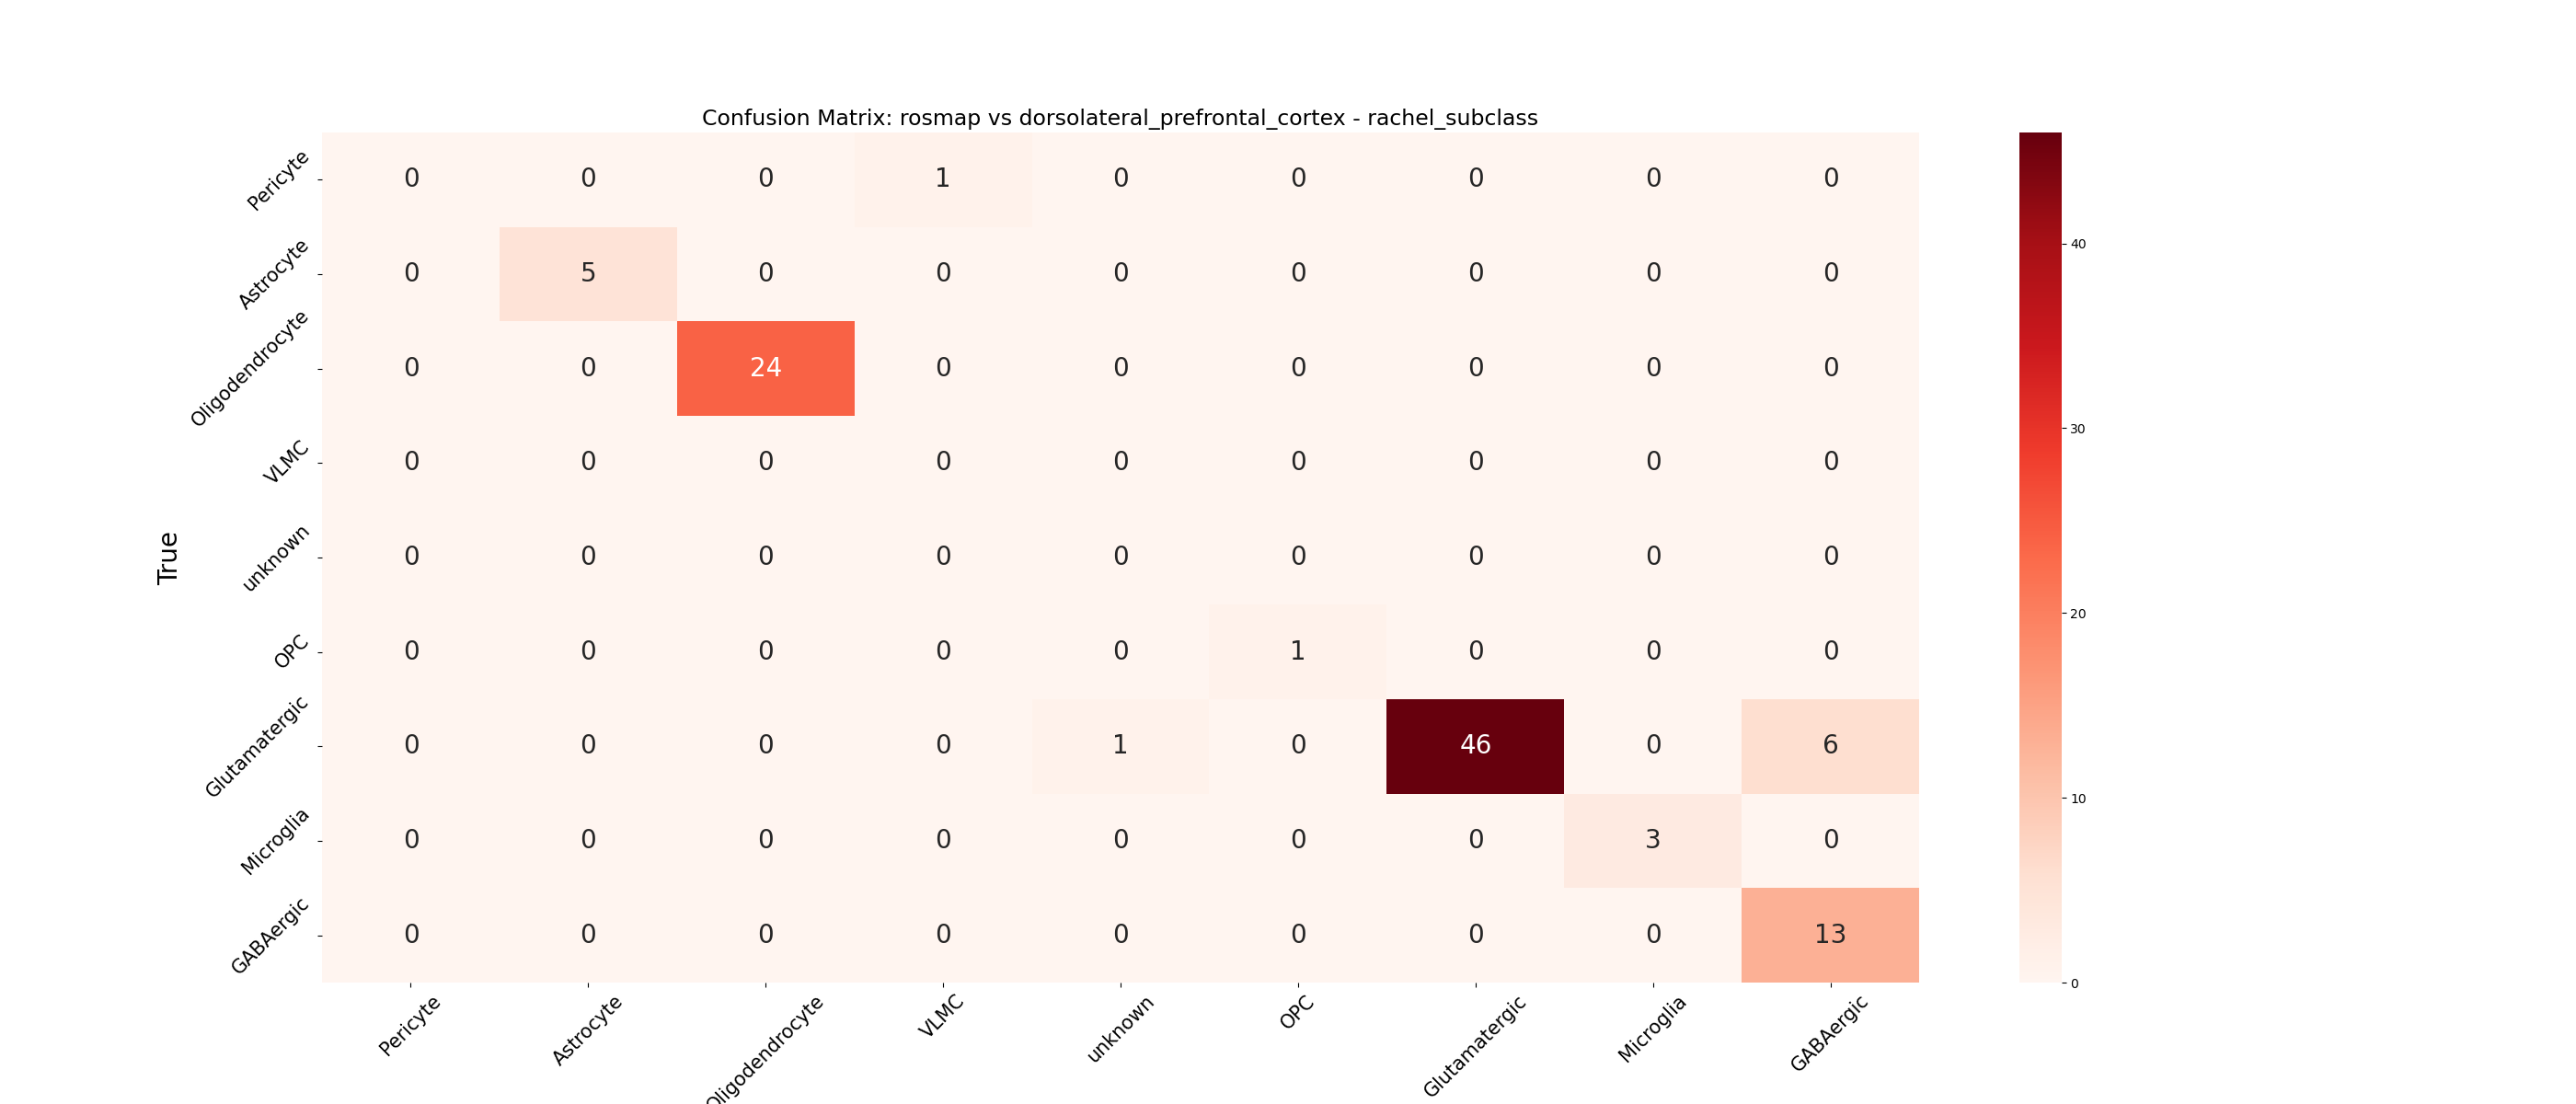 Confusion Matrix: rosmap vs dorsolateral_prefrontal_cortex - rachel_subclass
Pericyte 0 0 0 1 0 0 0 0 0
Astrocyte 0 5 0 0 0 0 0 0 0
Oligodendrocyte 0 0 24 0 0 0 0 0 0
VLMC 0 0 0 0 0 0 0 0 0
unknown 0 0 0 0 0 0 0 0 0
OPC 0 0 0 0 0 1 0 0 0
Glutamatergic 0 0 0 0 1 0 46 0 6
Microglia 0 0 0 0 0 0 0 3 0
GABAergic 0 0 0 0 0 0 0 0 13
True
Pericyte Astrocyte Oligodendrocyte VLMC unknown OPC Glutamatergic Microglia GABAergic
40
30
20
10
0